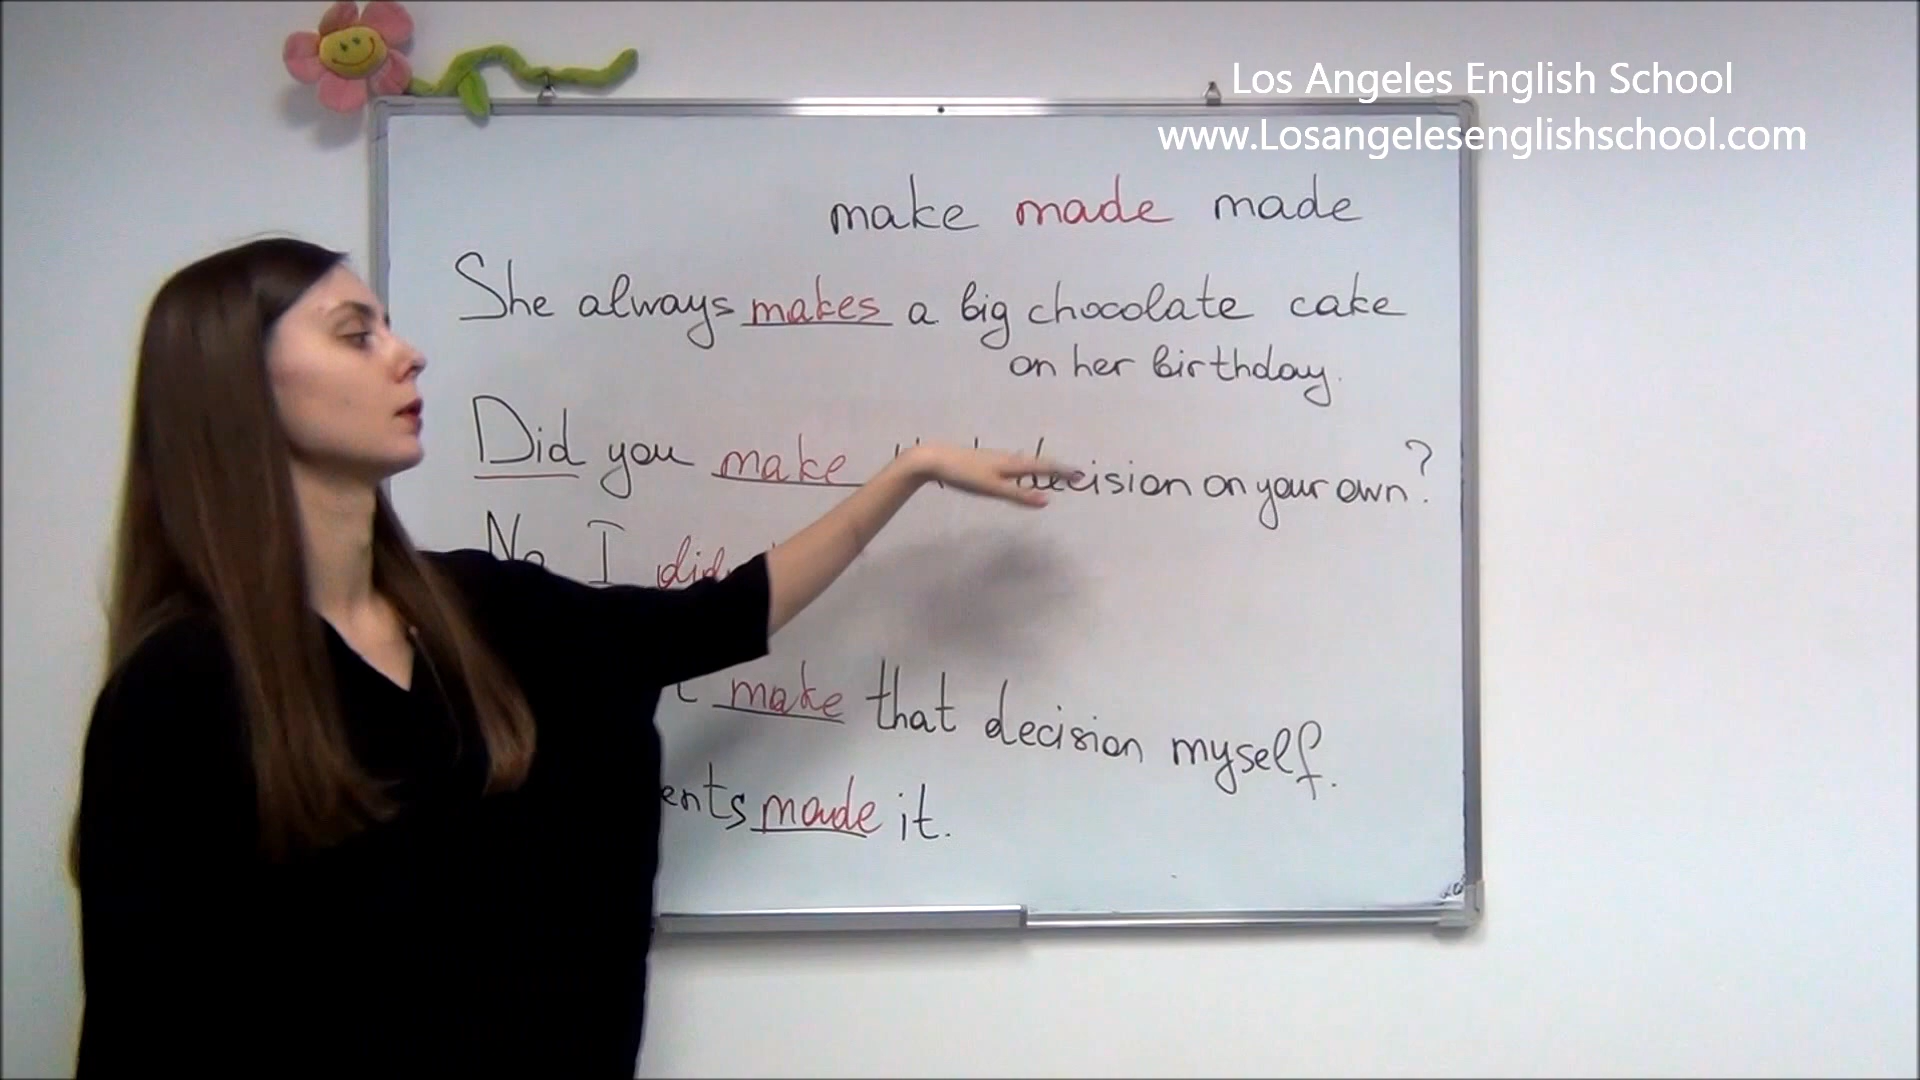 Los Angeles English School
www.Losangelesenglishschool.com
make made made
She always makes a big chocolate cake
on her birthday.
Did you make decision on your own?
No I
make that decision myself.
made it.